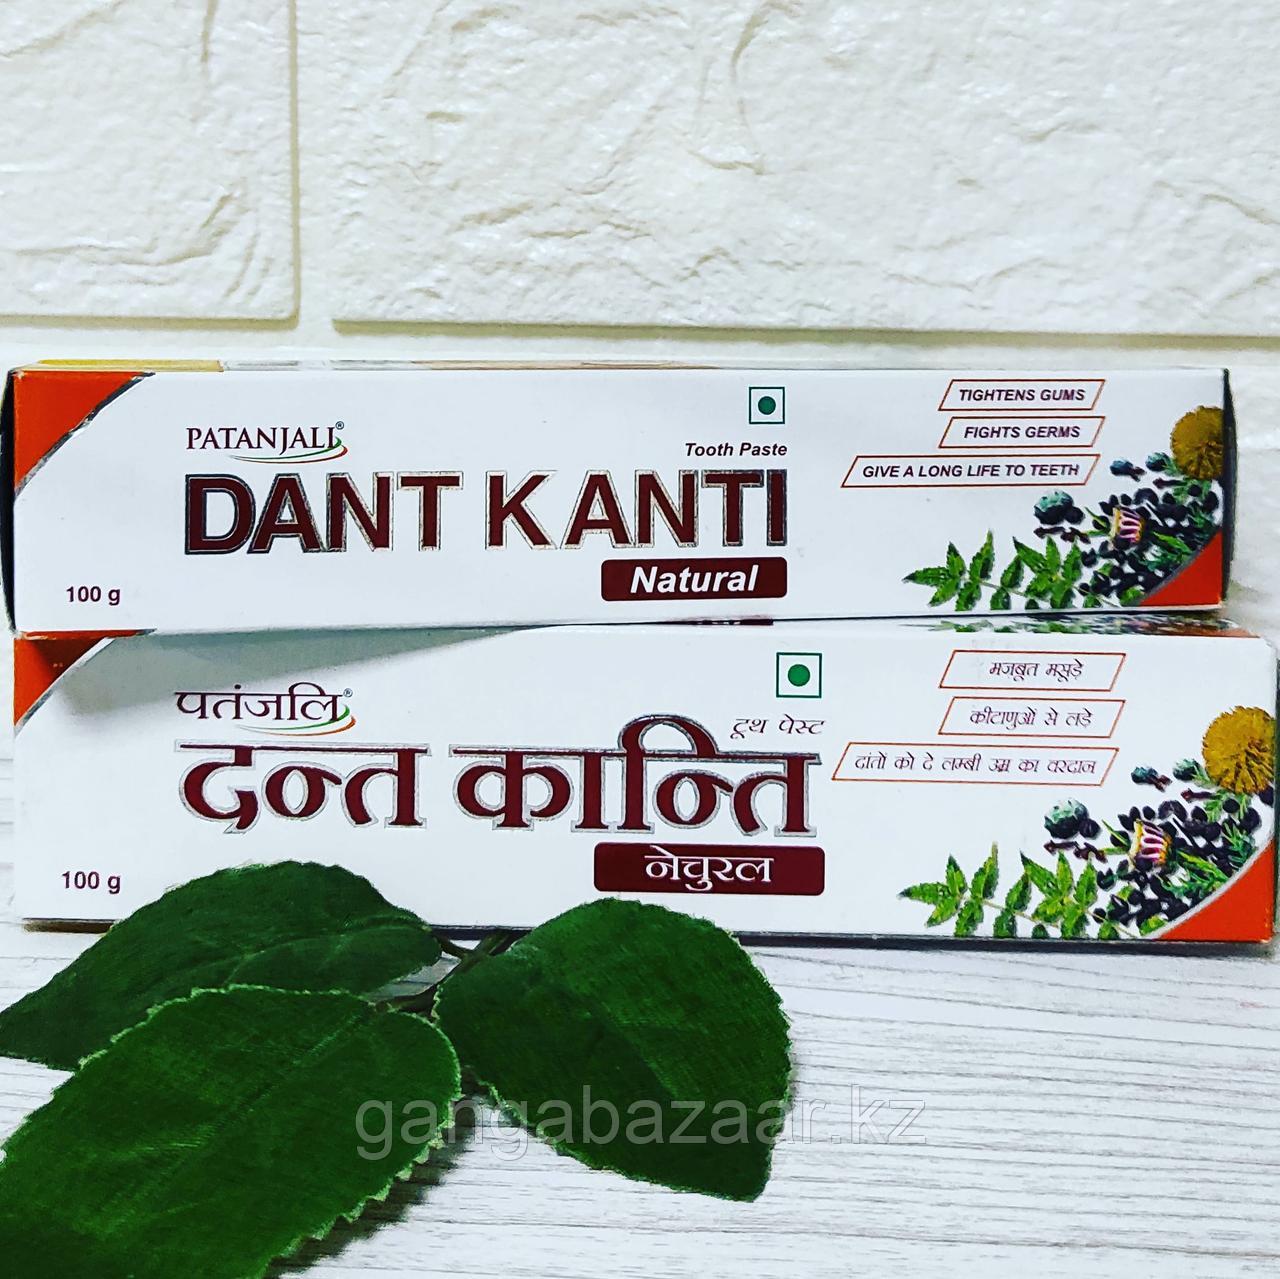 PATANJALI®
Tooth Paste
DANT KANTI
Natural
100 g
TIGHTENS GUMS
FIGHTS GERMS
GIVE A LONG LIFE TO TEETH
पतंजलि®
टूथ पेस्ट
दन्त कान्ति
नेचुरल
100 g
मज़बूत मसूड़े
कीटाणुओं से लड़े
दांतों को दे लम्बी उम्र का वरदान
gangabazaar.kz